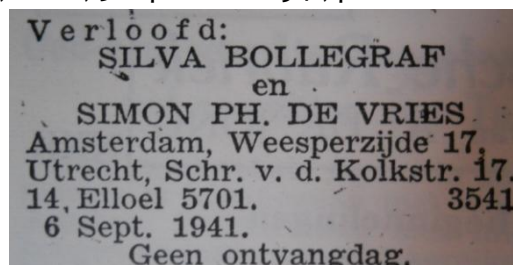 Verloofd:
SILVA BOLLEGRAF
en
SIMON PH. DE VRIES
Amsterdam, Weesperzijde 17.
Utrecht, Schr. v. d. Kolkstr. 17.
14, Elloel 5701. 3541
6 Sept. 1941.
Geen ontvangdag.